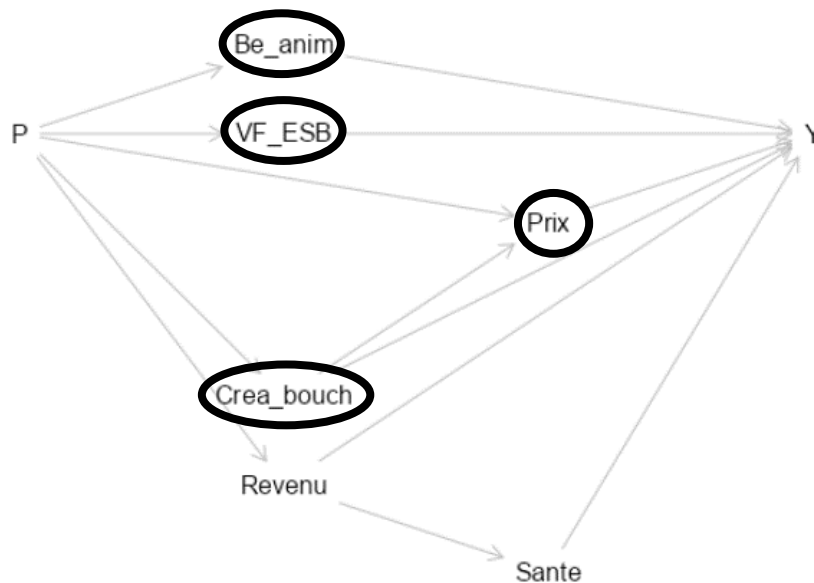 Be_anim
P
VF_ESB
Y
Prix
Crea_bouch
Revenu
Sante